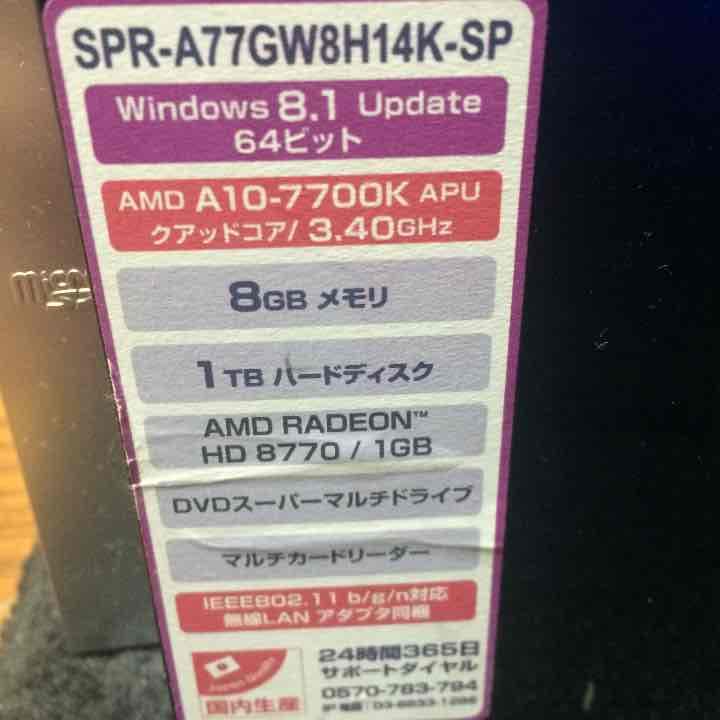 SPR-A77GW8H14K-SP
Windows 8.1 Update
64ビット
AMD A10-7700K APU
クアッドコア/ 3.40GHz
8GB メモリ
1TB ハードディスク
AMD RADEON™
HD 8770 / 1GB
DVDスーパーマルチドライブ
マルチカードリーダー
IEEE802.11 b/g/n対応
無線LAN アダプタ同梱
24時間365日
サポートダイヤル
0570-783-794
Japan Quality
国内生産